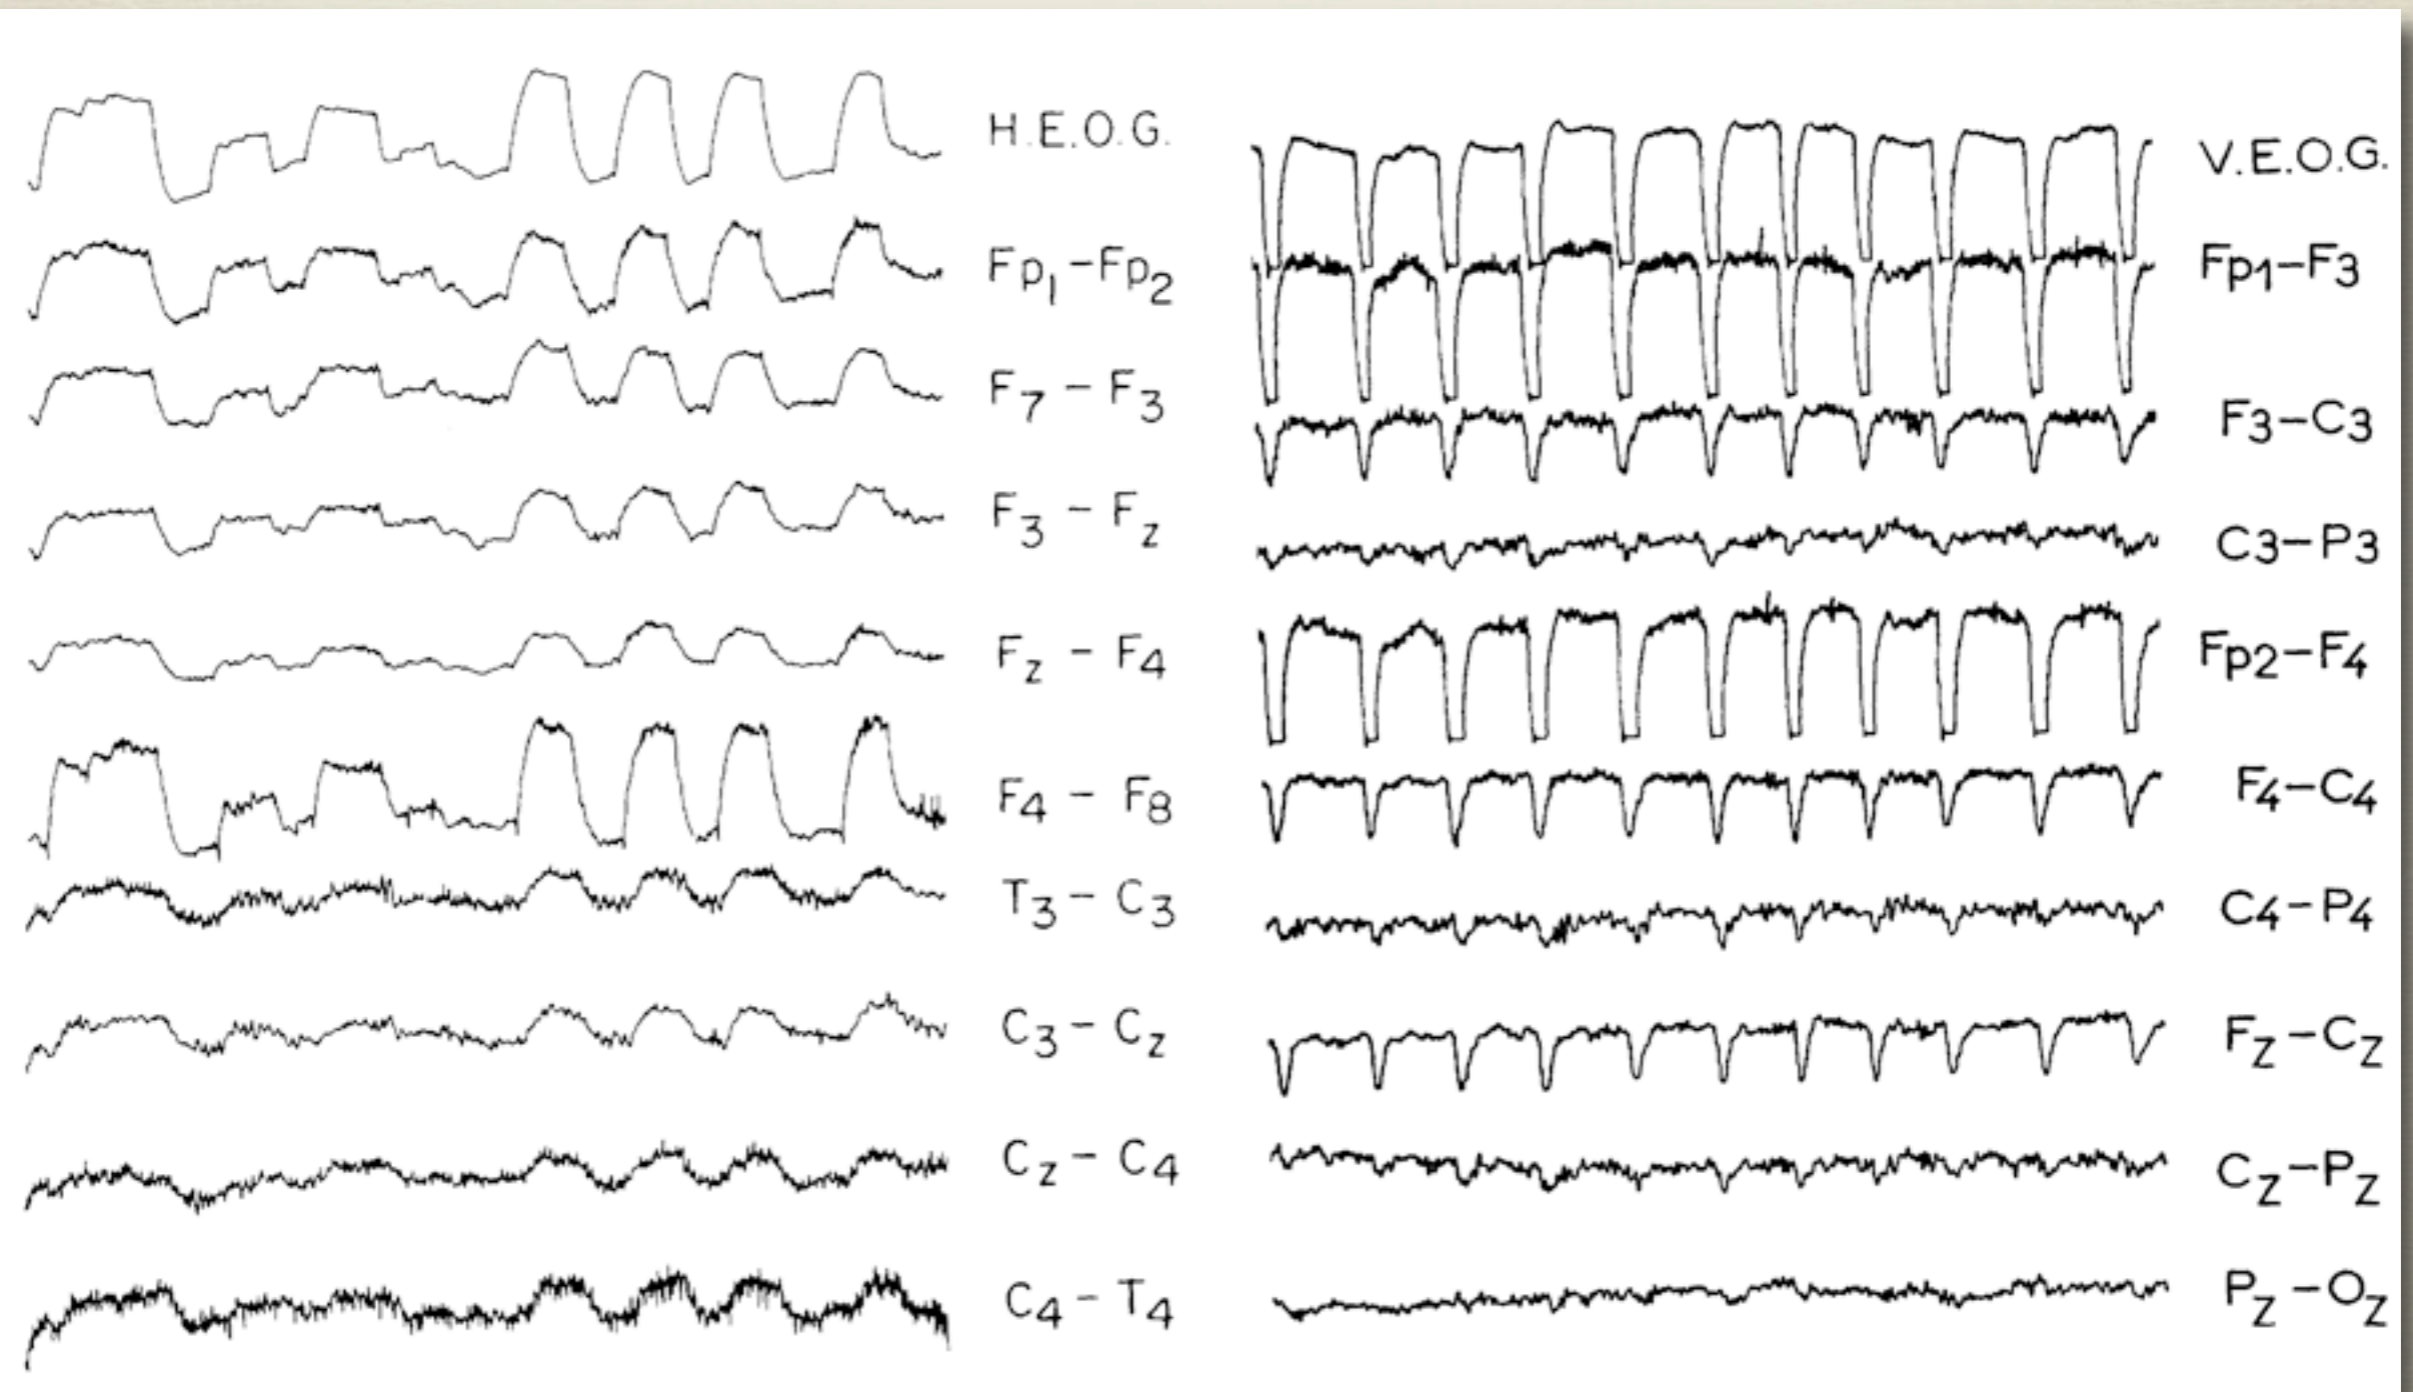 H.E.O.G.
Fp1-Fp2
F7 - F3
F3 - Fz
Fz - F4
F4 - F8
T3 - C3
C3 - Cz
Cz - C4
C4 - T4
V.E.O.G.
Fp1-F3
F3-C3
C3-P3
Fp2-F4
F4-C4
C4-P4
Fz-Cz
Cz-Pz
Pz-Oz